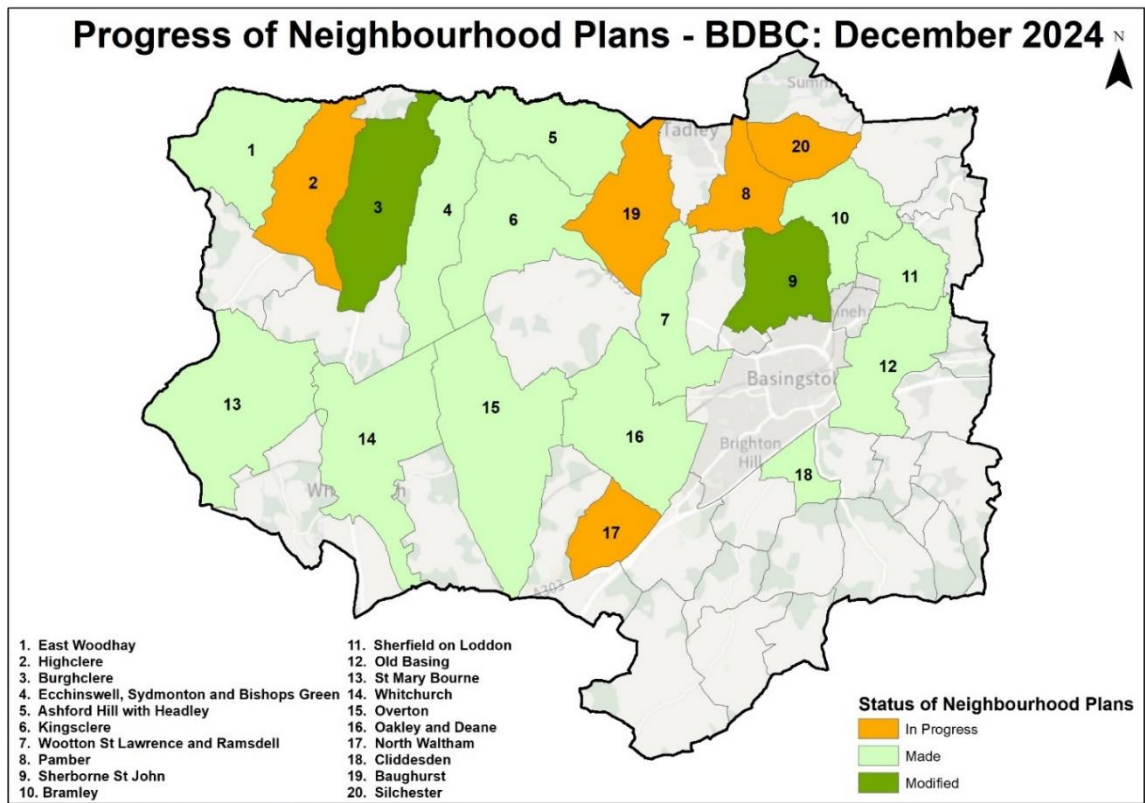 Progress of Neighbourhood Plans - BDBC: December 2024
N
Summ
Tadley
1
2
3
4
5
6
19
8
20
10
9
11
7
12
13
14
15
16
Basingsto
Brighton
Hill
18
17
A303
1. East Woodhay
2. Highclere
3. Burghclere
4 Ecchinswell, Sydmonton and Bishops Green
5 Ashford Hill with Headley
6 Kingsclere
7 Wootton St Lawrence and Ramsdell
8 Pamber
9 Sherborne St John
10. Bramley
11. Sherfield on Loddon
12. Old Basing
13. St Mary Bourne
14. Whitchurch
15. Overton
16. Oakley and Deane
17. North Waltham
18. Cliddesden
19. Baughurst
20. Silchester
Status of Neighbourhood Plans
In Progress
Made
Modified